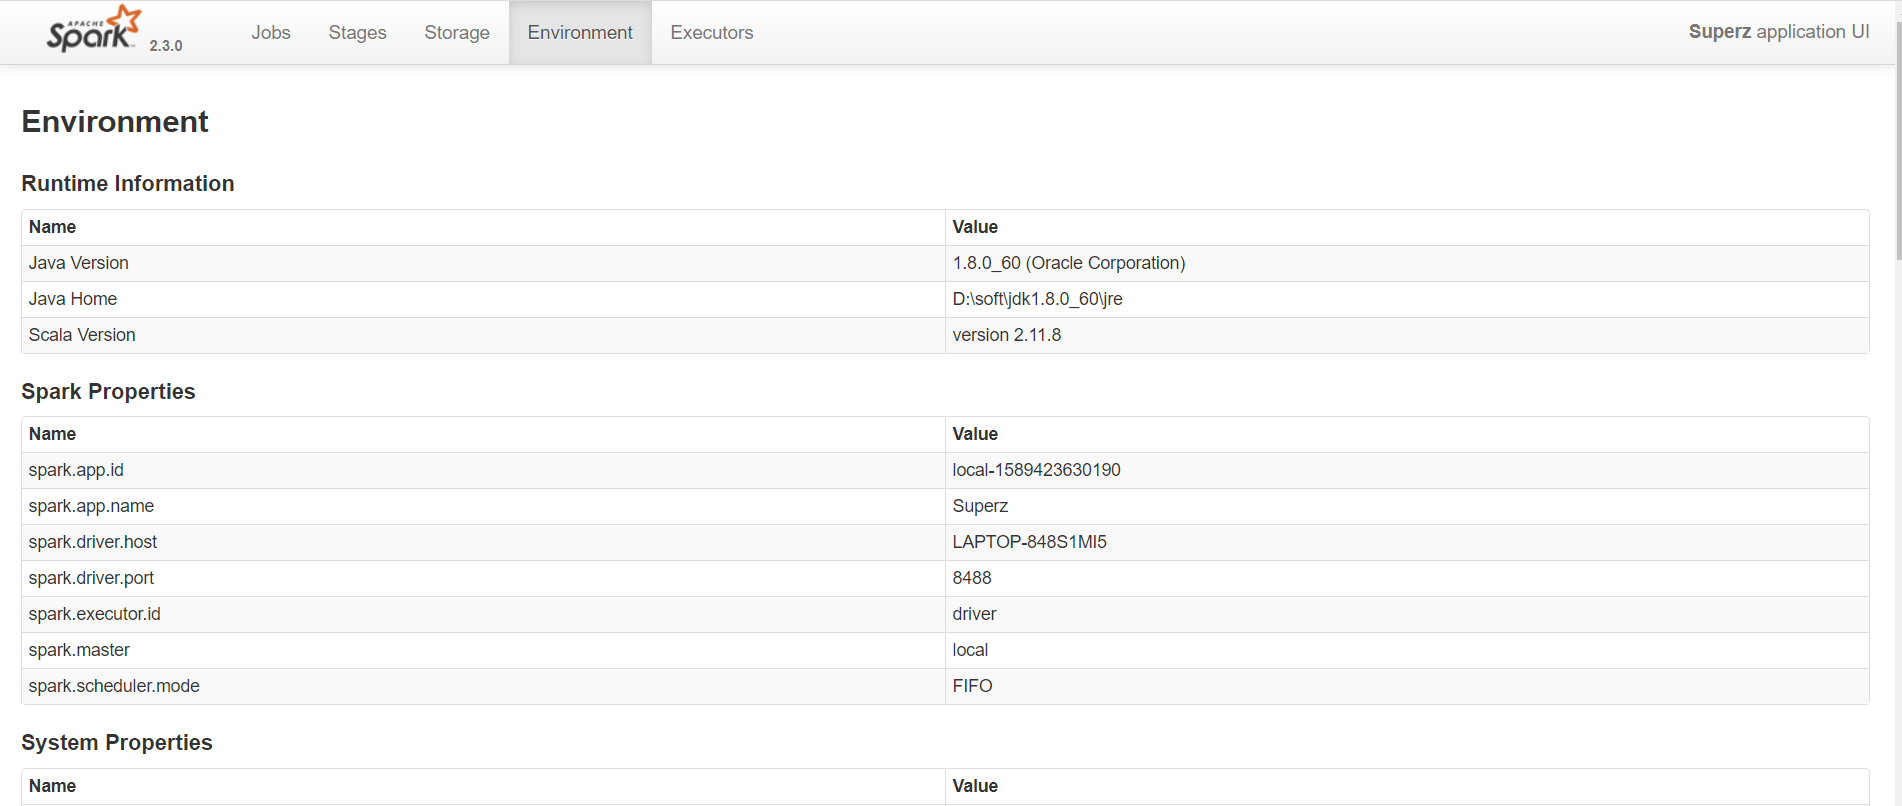 APACHE
Spark 2.3.0 Jobs Stages Storage Environment Executors Superz application UI
Environment
Runtime Information
Name Value
Java Version 1.8.0_60 (Oracle Corporation)
Java Home D:\soft\jdk1.8.0_60\jre
Scala Version version 2.11.8
Spark Properties
Name Value
spark.app.id local-1589423630190
spark.app.name Superz
spark.driver.host LAPTOP-848S1MI5
spark.driver.port 8488
spark.executor.id driver
spark.master local
spark.scheduler.mode FIFO
System Properties
Name Value